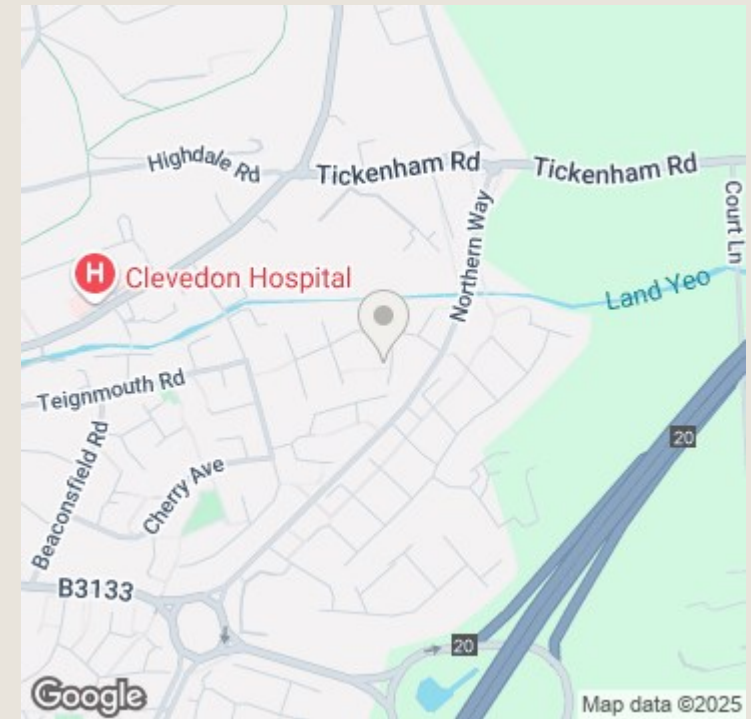 Highdale Rd
Tickenham Rd
Tickenham Rd
Court Ln
Northern Way
H
Clevedon Hospital
Land Yeo
Teignmouth Rd
20
Beaconsfield Rd
Cherry Ave
B3133
20
Google
Map data ©2025